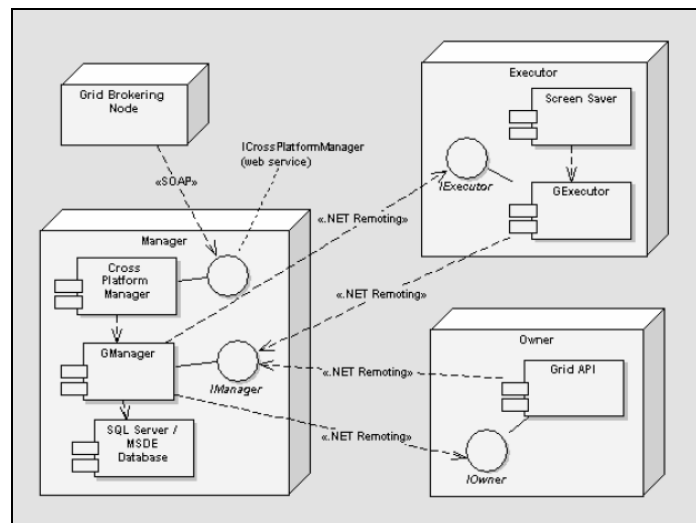 Grid Brokering
Node
ICrossPlatformManager
(web service)
«SOAP»
Executor
Screen Saver
IExecutor
GExecutor
«.NET Remoting»
Manager
Cross
Platform
Manager
«.NET Remoting»
GManager
IManager
SQL Server /
MSDE
Database
Owner
Grid API
«.NET Remoting»
«.NET Remoting»
IOwner